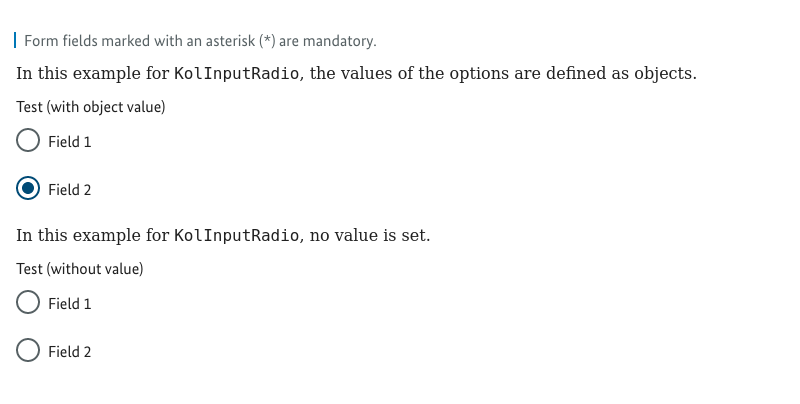 Form fields marked with an asterisk (*) are mandatory.
In this example for KolInputRadio, the values of the options are defined as objects.
Test (with object value)
Field 1
Field 2
In this example for KolInputRadio, no value is set.
Test (without value)
Field 1
Field 2